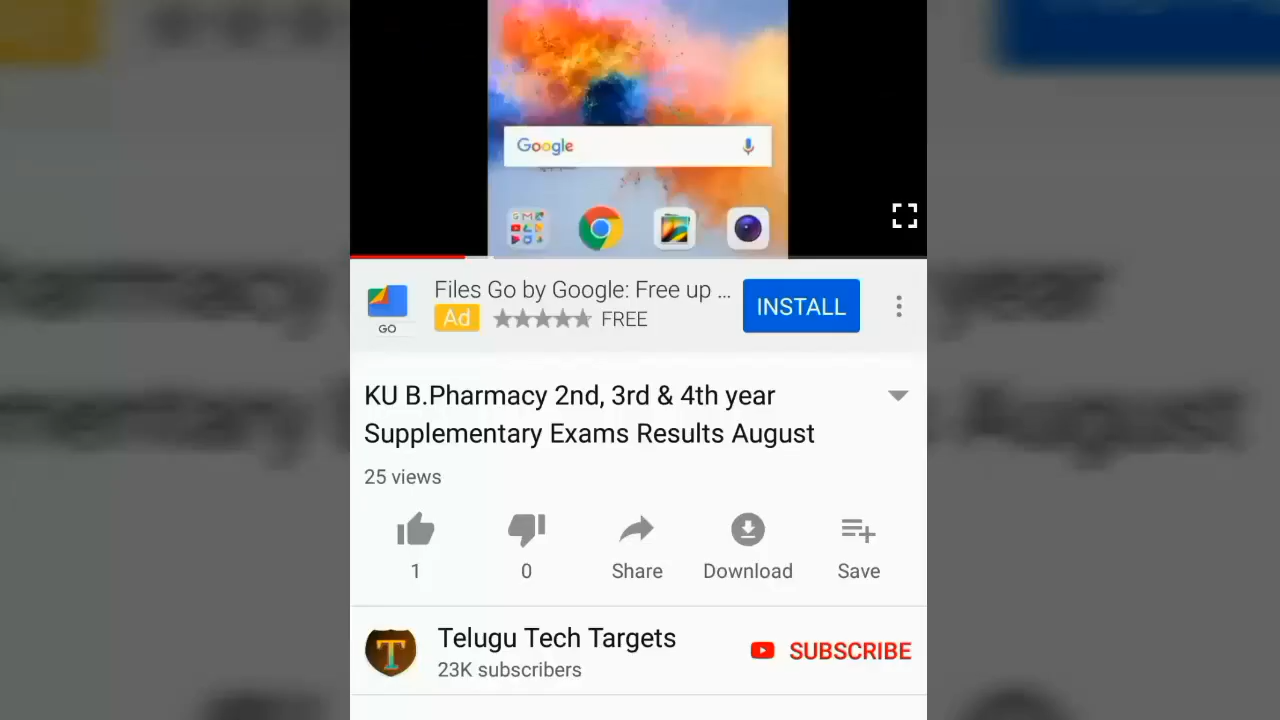 Google
Files Go by Google: Free up ...
Ad FREE
INSTALL
GO
KU B.Pharmacy 2nd, 3rd & 4th year
Supplementary Exams Results August
25 views
1
0
Share
Download
Save
T
Telugu Tech Targets
23K subscribers
SUBSCRIBE